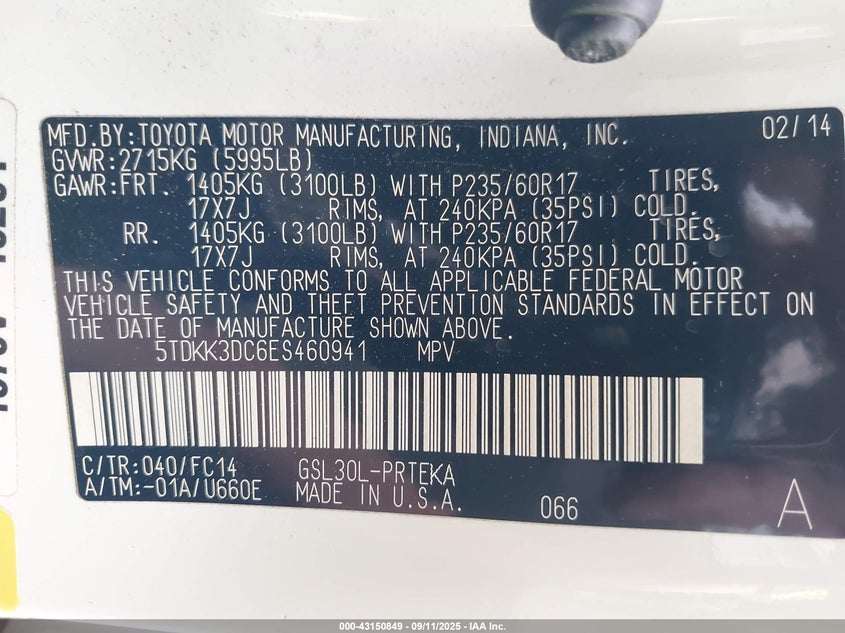 MFD.BY:TOYOTA MOTOR MANUFACTURING, INDIANA, INC. 02/14
GVWR:2715KG (5995LB)
GAWR:FRT. 1405KG (3100LB) WITH P235/60R17 TIRES,
17X7J RIMS, AT 240KPA (35PSI) COLD.
RR. 1405KG (3100LB) WITH P235/60R17 TIRES,
17X7J RIMS, AT 240KPA (35PSI) COLD.
THIS VEHICLE CONFORMS TO ALL APPLICABLE FEDERAL MOTOR
VEHICLE SAFETY AND THEFT PREVENTION STANDARDS IN EFFECT ON
THE DATE OF MANUFACTURE SHOWN ABOVE.
5TDKK3DC6ES460941 MPV
C/TR:040/FC14 GSL30L-PRTEKA
A/TM:-01A/U660E MADE IN U.S.A.
066 A
000-43150849 - 09/11/2025 - IAA Inc.